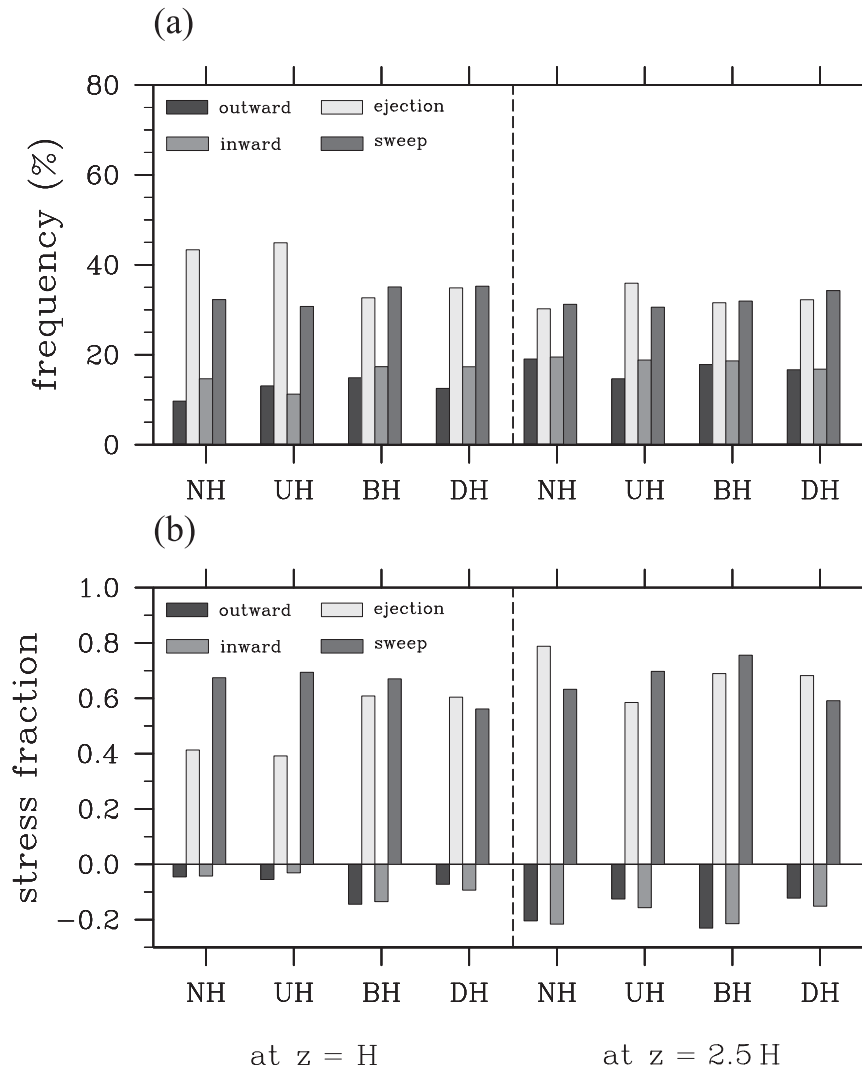 (a)
80
60
40
20
0
frequency (%)
outward ejection
inward sweep
NH UH BH DH NH UH BH DH
(b)
1.0
0.8
0.6
0.4
0.2
0.0
−0.2
stress fraction
outward ejection
inward sweep
NH UH BH DH NH UH BH DH
at z = H at z = 2.5 H